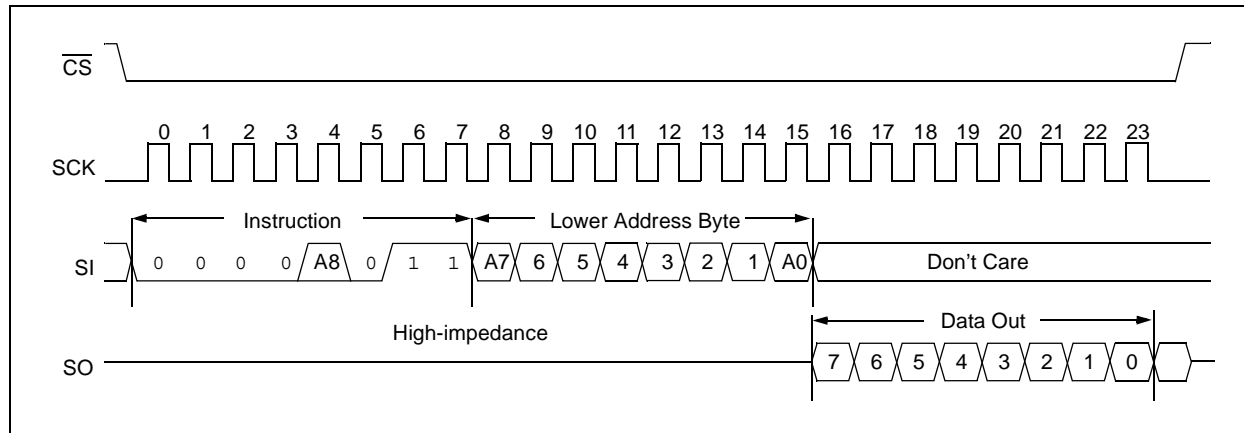 CS
0 1 2 3 4 5 6 7 8 9 10 11 12 13 14 15 16 17 18 19 20 21 22 23
SCK
Instruction Lower Address Byte
SI 0 0 0 0 A8 0 1 1 A7 6 5 4 3 2 1 A0 Don't Care
High-impedance Data Out
SO 7 6 5 4 3 2 1 0